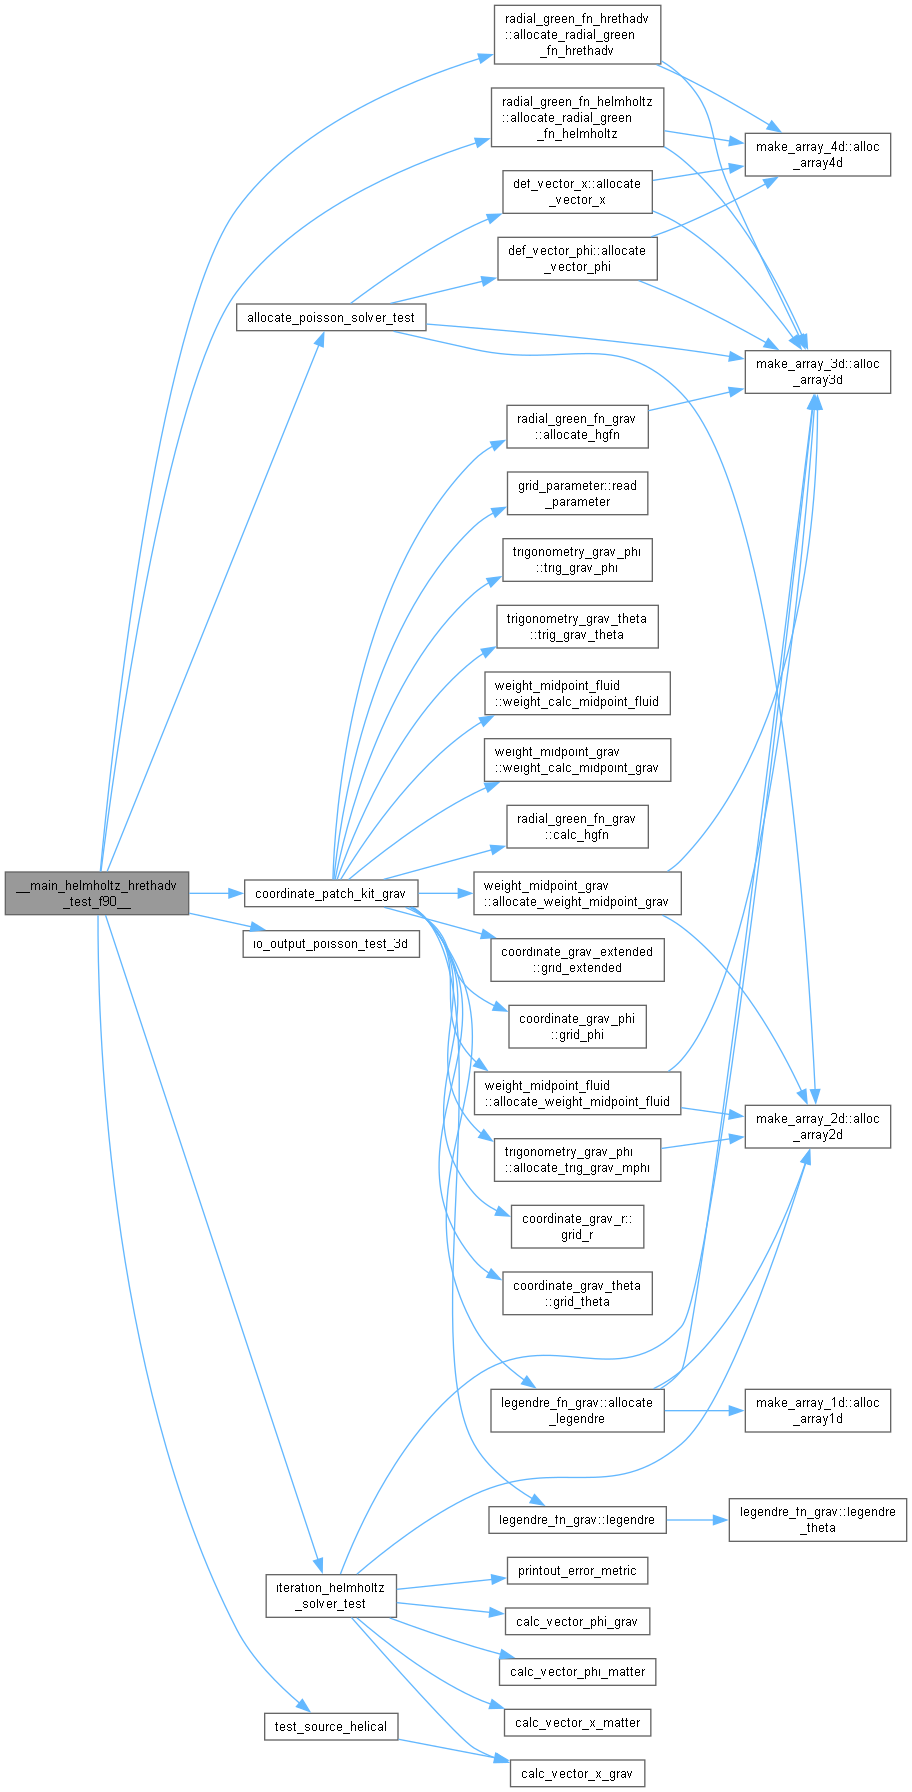 radial_green_fn_hrethadv
::allocate_radial_green
_fn_hrethadv
radial_green_fn_helmholtz
::allocate_radial_green
_fn_helmholtz
make_array_4d::alloc
_array4d
def_vector_x::allocate
_vector_x
def_vector_phi::allocate
_vector_phi
allocate_poisson_solver_test
make_array_3d::alloc
_array3d
radial_green_fn_grav
::allocate_hgfn
grid_parameter::read
_parameter
trigonometry_grav_phi
::trig_grav_phi
trigonometry_grav_theta
::trig_grav_theta
weight_midpoint_fluid
::weight_calc_midpoint_fluid
weight_midpoint_grav
::weight_calc_midpoint_grav
radial_green_fn_grav
::calc_hgfn
__main_helmholtz_hrethadv
_test_f90__
coordinate_patch_kit_grav
weight_midpoint_grav
::allocate_weight_midpoint_grav
io_output_poisson_test_3d
coordinate_grav_extended
::grid_extended
coordinate_grav_phi
::grid_phi
weight_midpoint_fluid
::allocate_weight_midpoint_fluid
make_array_2d::alloc
_array2d
trigonometry_grav_phi
::allocate_trig_grav_mphi
coordinate_grav_r::
grid_r
coordinate_grav_theta
::grid_theta
legendre_fn_grav::allocate
_legendre
make_array_1d::alloc
_array1d
legendre_fn_grav::legendre
legendre_fn_grav::legendre
_theta
iteration_helmholtz
_solver_test
printout_error_metric
calc_vector_phi_grav
calc_vector_phi_matter
test_source_helical
calc_vector_x_matter
calc_vector_x_grav